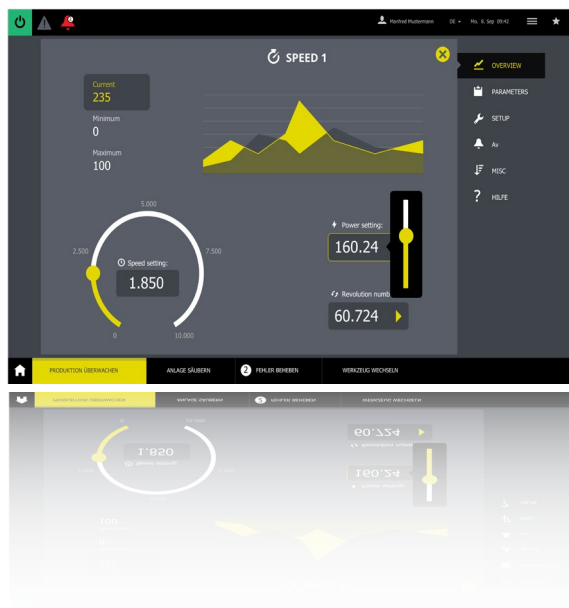 Manfred Mustermann
DE
Mo. 8. Sep 09:42
SPEED 1
OVERVIEW
PARAMETERS
SETUP
Av
MISC
HILFE
Current
235
Minimum
0
Maximum
100
5.000
2.500
7.500
0
10.000
Speed setting:
1.850
Power setting:
160.24
Revolution numb
60.724
PRODUKTION ÜBERWACHEN
ANLAGE SÄUBERN
2 FEHLER BEHEBEN
WERKZEUG WECHSELN